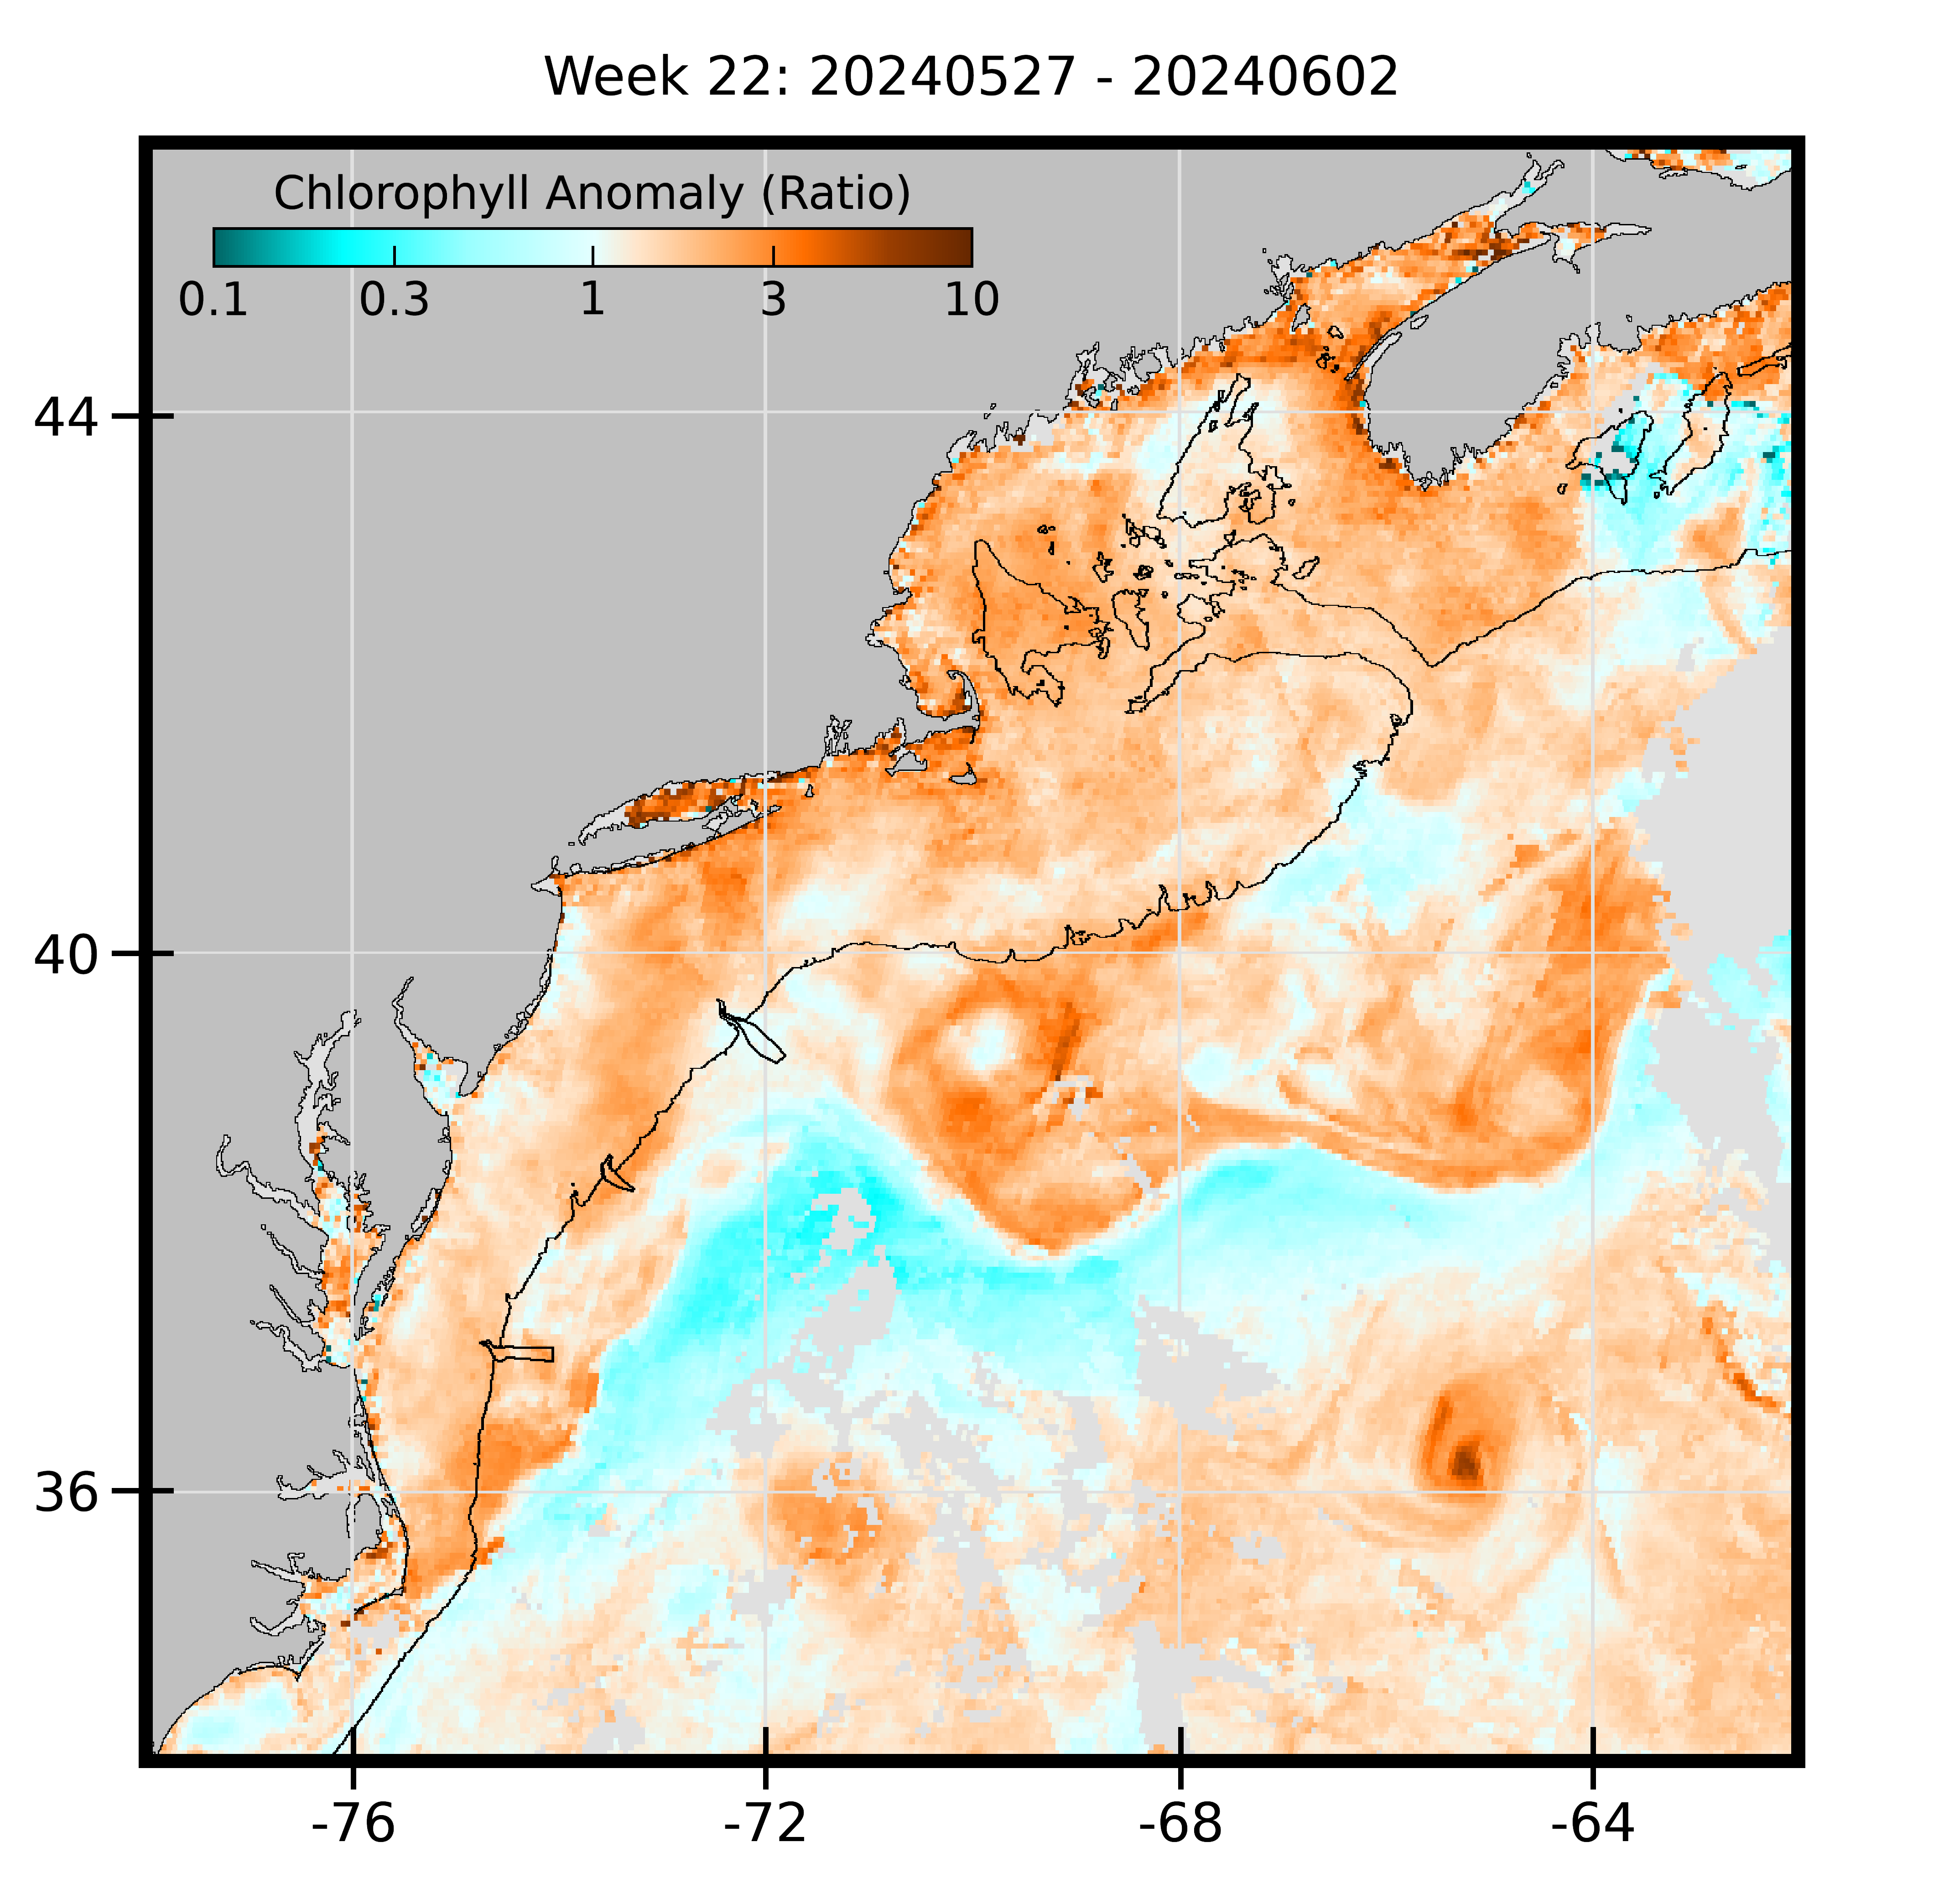 Week 22: 20240527 - 20240602
Chlorophyll Anomaly (Ratio)
0.1 0.3 1 3 10
44
40
36
-76 -72 -68 -64